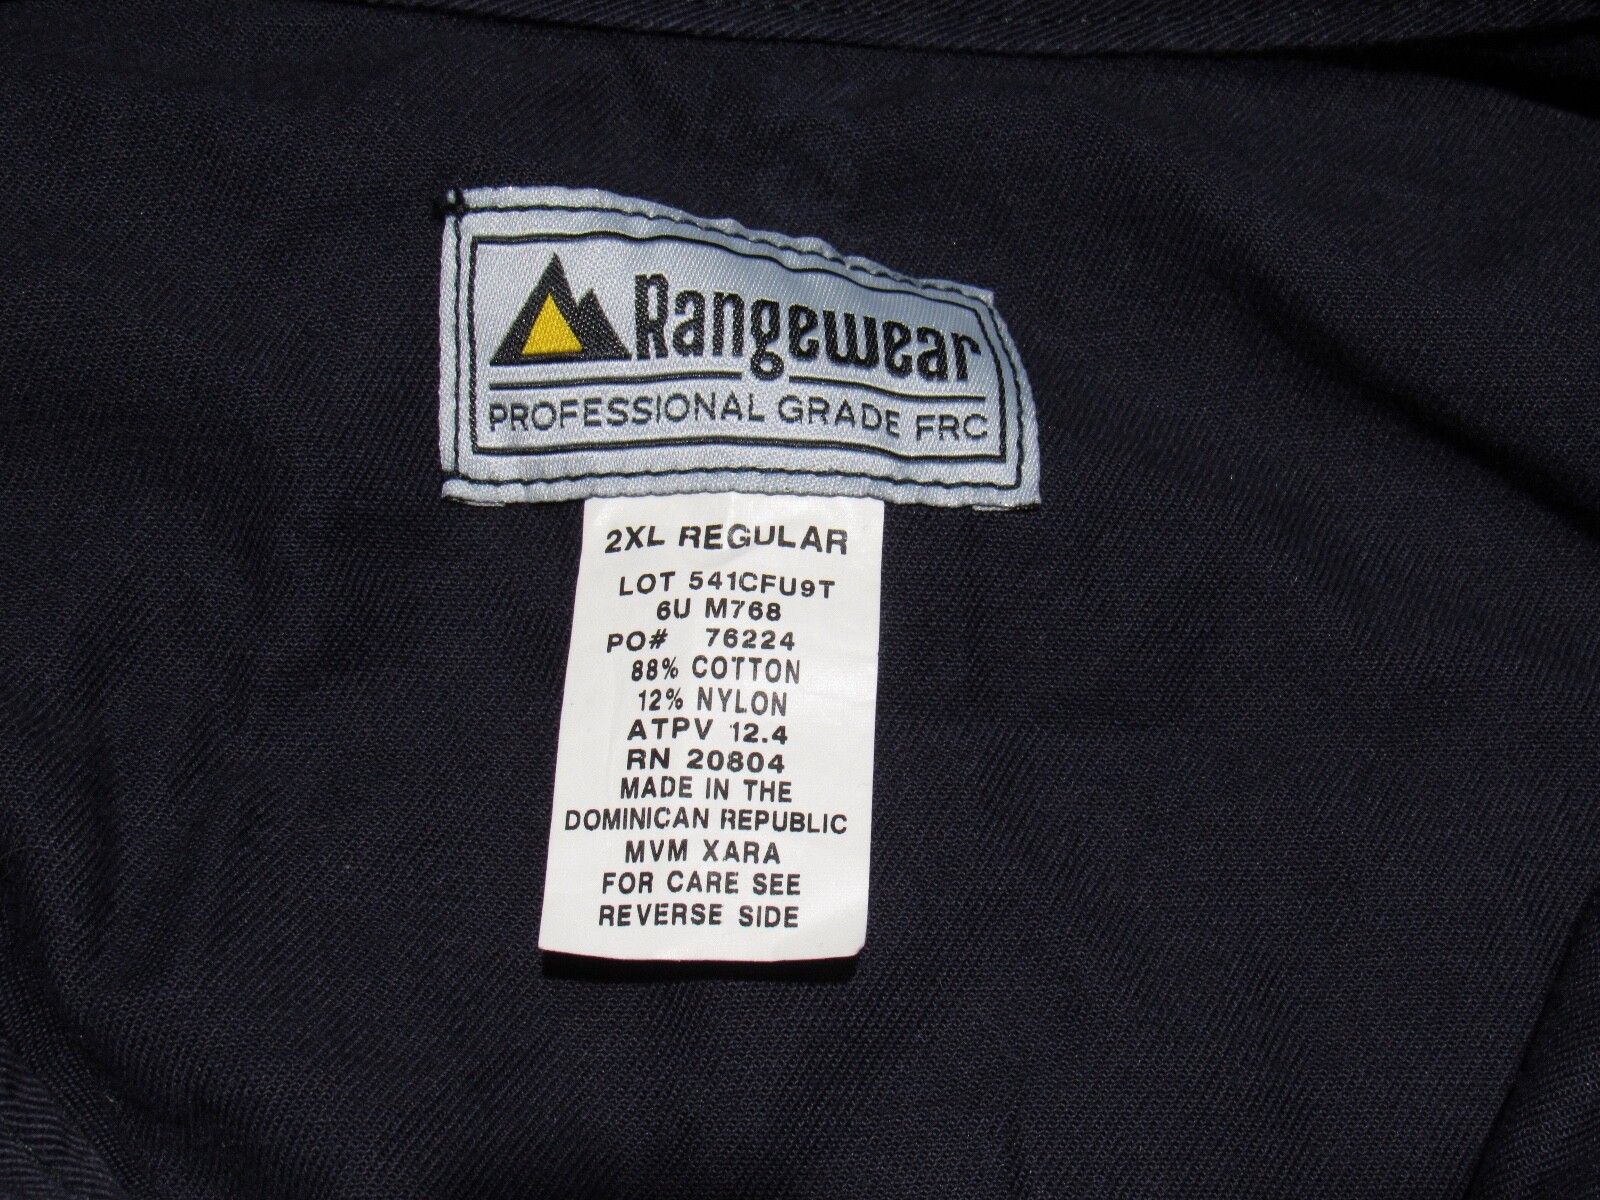 Rangewear
PROFESSIONAL GRADE FRC
2XL REGULAR
LOT 541CFU9T
6U M768
PO# 76224
88% COTTON
12% NYLON
ATPV 12.4
RN 20804
MADE IN THE
DOMINICAN REPUBLIC
MVM XARA
FOR CARE SEE
REVERSE SIDE